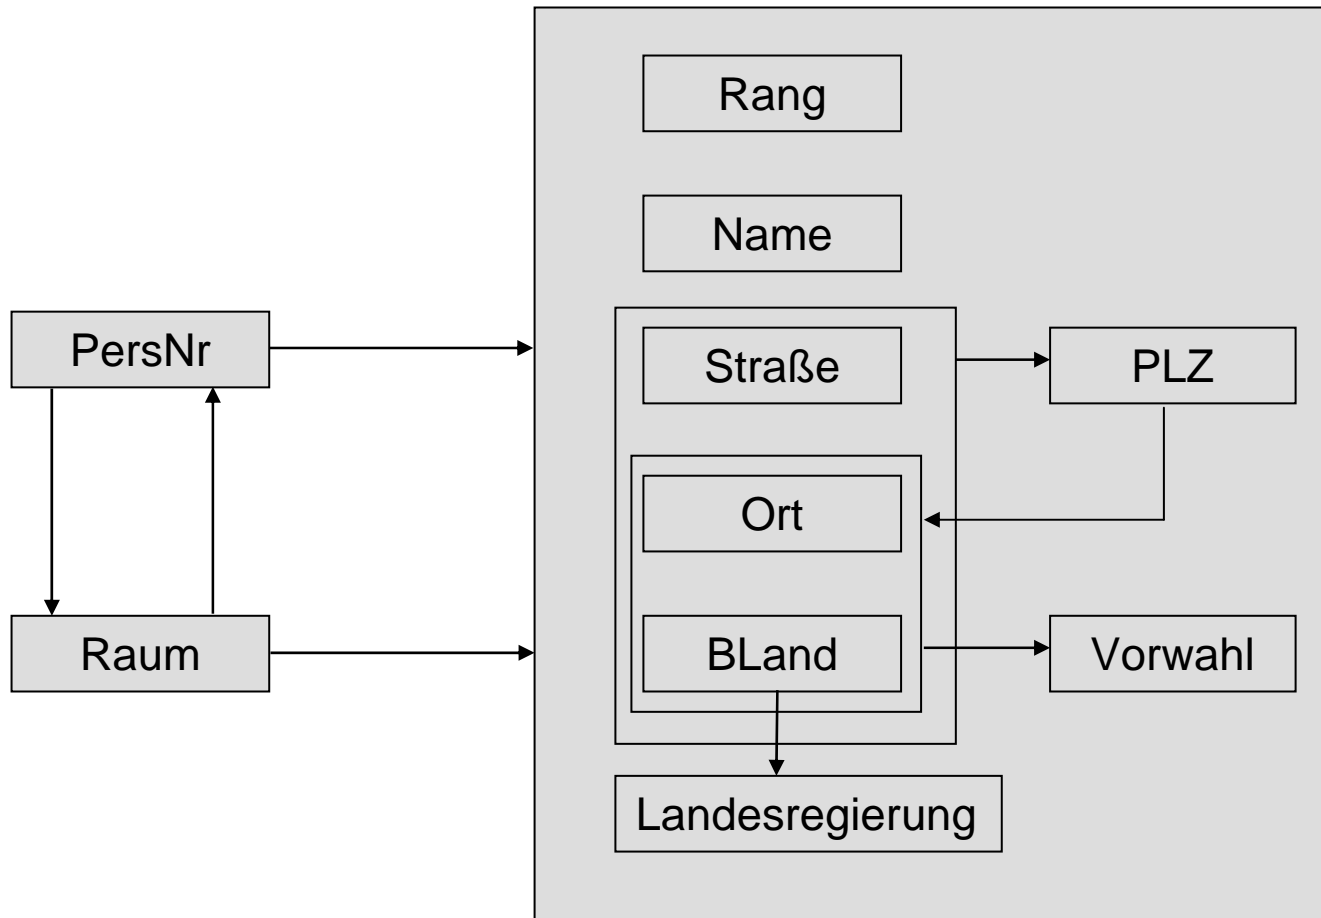 Rang
Name
PersNr
Straße
PLZ
Ort
Raum
BLand
Vorwahl
Landesregierung